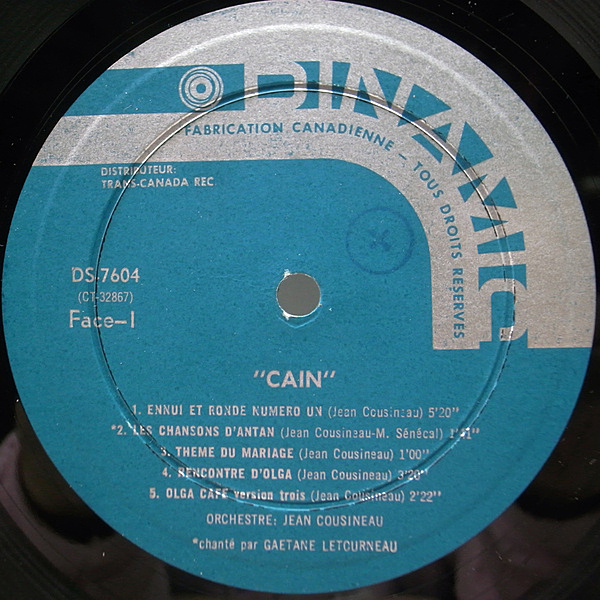 DINAMIC
FABRICATION CANADIENNE – TOUS DROITS RESERVES
DISTRIBUTEUR:
TRANS-CANADA REC
DS-7604
(CT-32867)
Face-I
"CAIN"
1. ENNUI ET RONDE NUMERO UN (Jean Cousineau) 5'20"
*2. LES CHANSONS D'ANTAN (Jean Cousineau-M. Sénécal)
3. THEME DU MARIAGE (Jean Cousineau) 1'00"
4. RENCONTRE D'OLGA (Jean Cousineau) 3'20"
5. OLGA CAFE version trois (Jean Cousineau) 2'22"
ORCHESTRE: JEAN COUSINEAU
*chanté par GAETANE LETOURNEAU